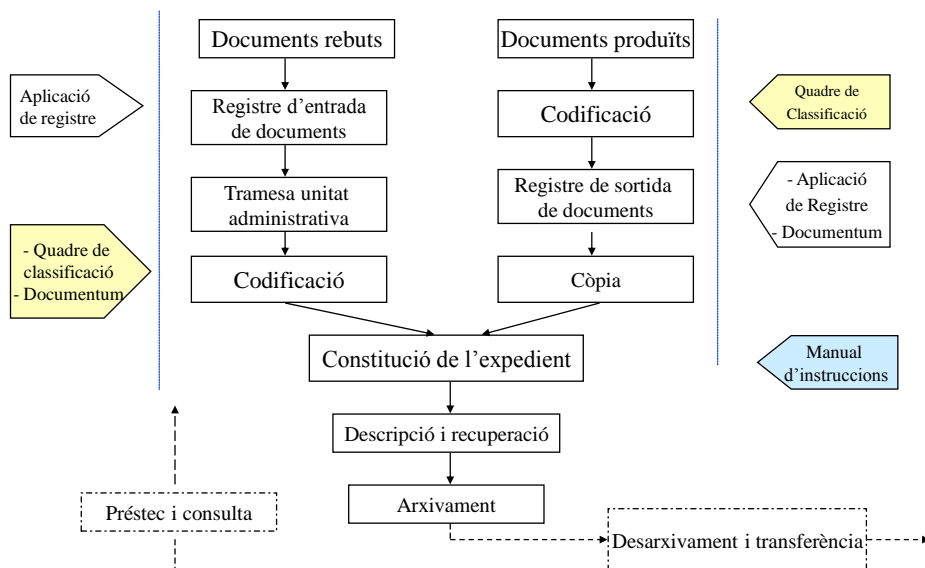 Documents rebuts
Documents produïts
Aplicació
de registre
Registre d'entrada
de documents
Codificació
Quadre de
Classificació
Tramesa unitat
administrativa
Registre de sortida
de documents
- Aplicació
de Registre
- Documentum
- Quadre de
classificació
- Documentum
Codificació
Còpia
Constitució de l'expedient
Manual
d'instruccions
Descripció i recuperació
Préstec i consulta
Arxivament
Desarxivament i transferència